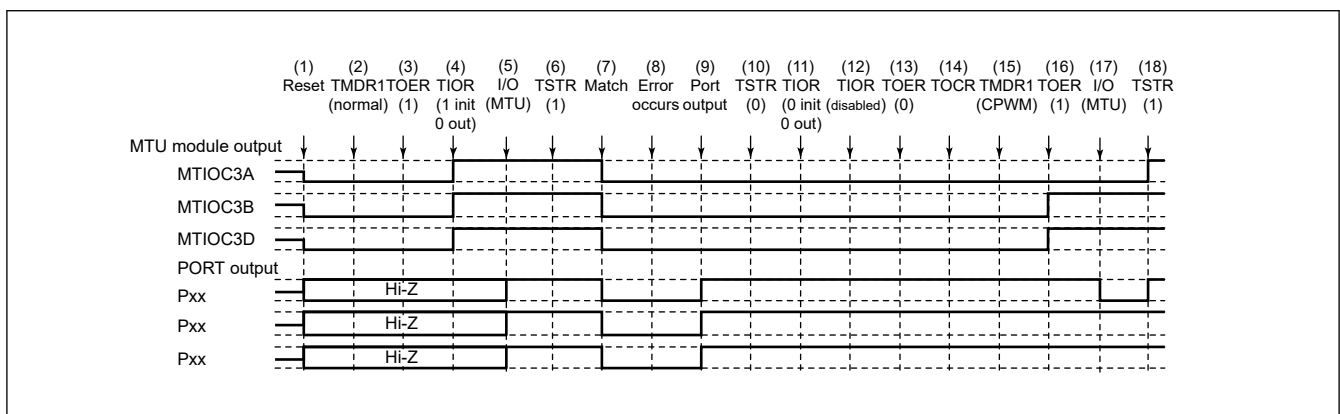 (1) (2) (3) (4) (5) (6) (7) (8) (9) (10) (11) (12) (13) (14) (15) (16) (17) (18)
Reset TMDR1 TOER TIOR I/O TSTR Match Error Port TSTR TIOR TIOR TOER TOCR TMDR1 TOER I/O TSTR
(normal) (1) (1 init (MTU) (1) occurs output (0) (0 init (disabled) (0) (CPWM) (1) (MTU) (1)
0 out) 0 out)
MTU module output
MTIOC3A
MTIOC3B
MTIOC3D
PORT output
Pxx Hi-Z
Pxx Hi-Z
Pxx Hi-Z